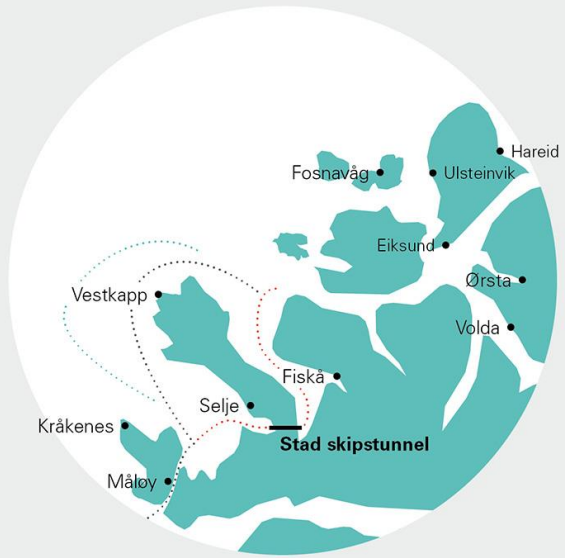 Hareid
Fosnavåg
Ulsteinvik
Eiksund
Ørsta
Vestkapp
Volda
Fiskå
Selje
Kråkenes
Stad skipstunnel
Måløy